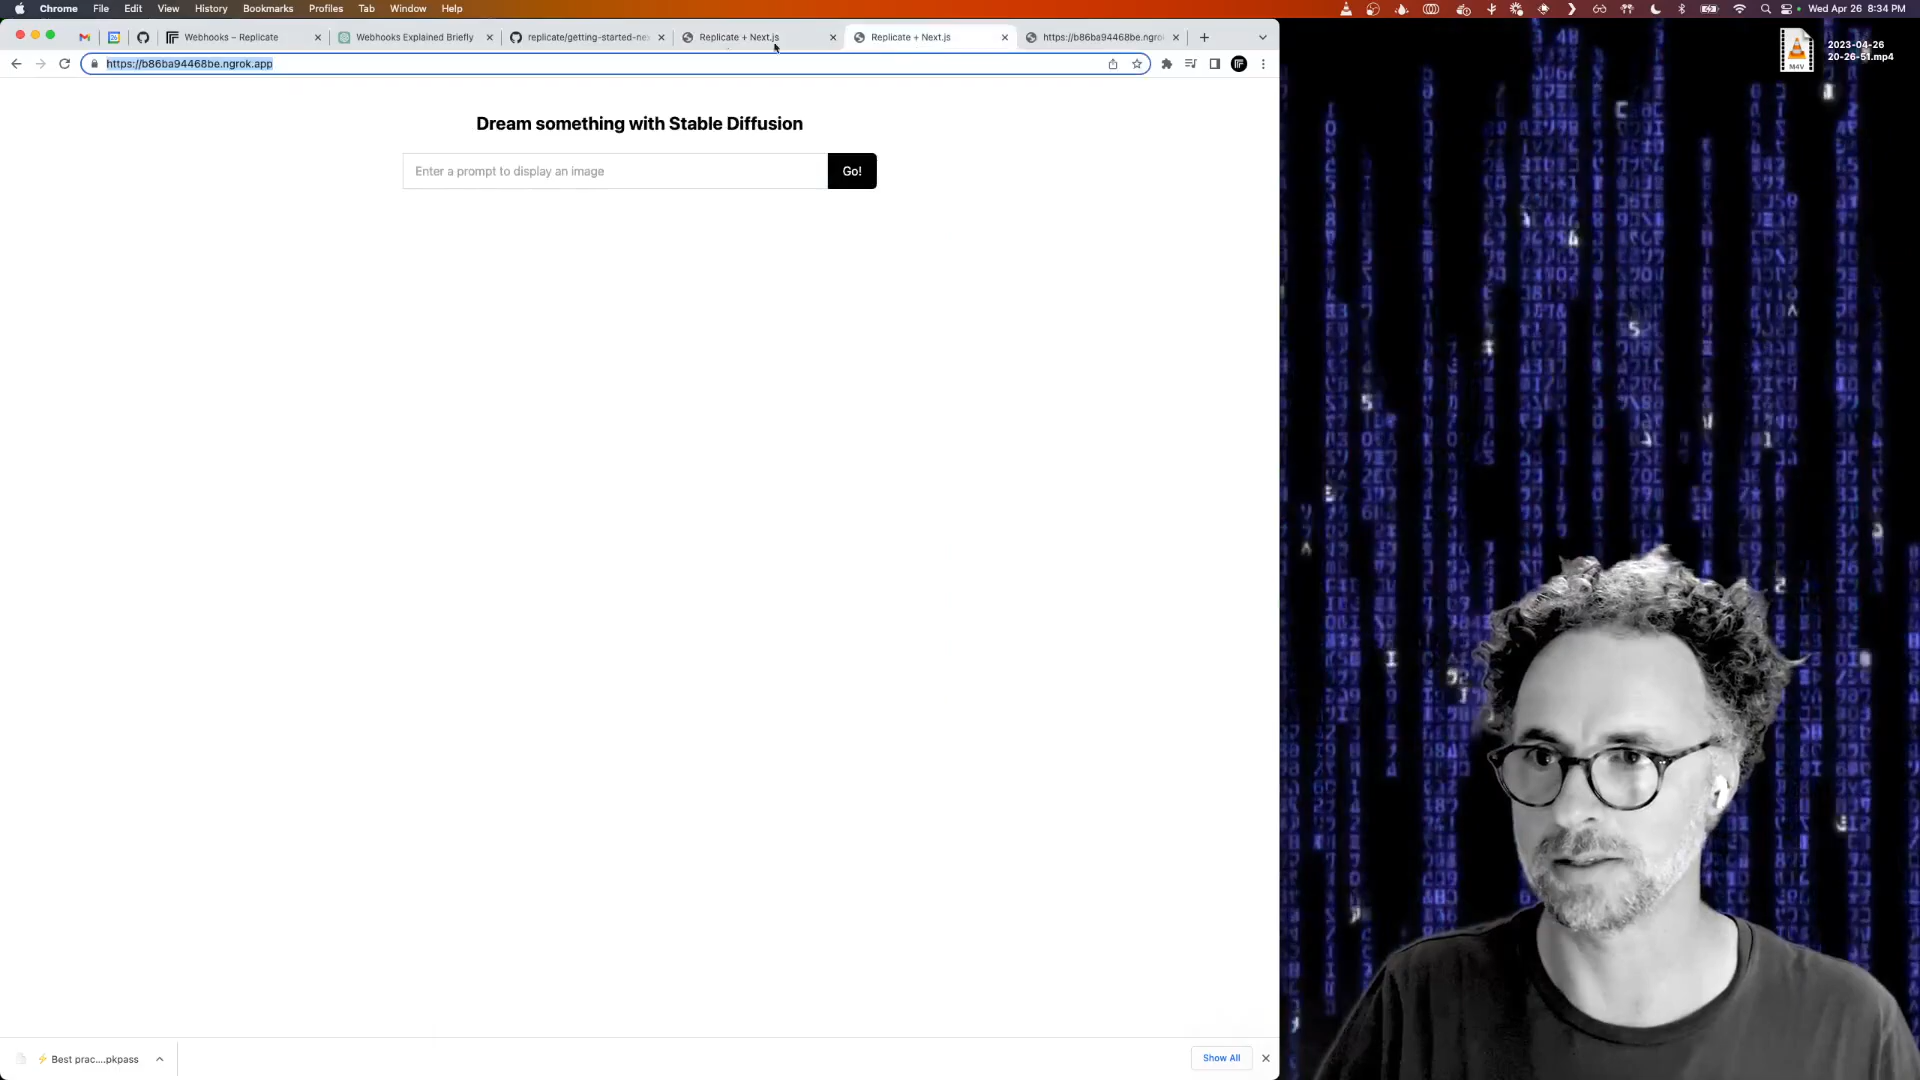 Chrome File Edit View History Bookmarks Profiles Tab Window Help
Wed Apr 26 8:34 PM
Webhooks – Replicate
Webhooks Explained Briefly
replicate/getting-started-ne
Replicate + Next.js
Replicate + Next.js
https://b86ba94468be.ngro
https://b86ba94468be.ngrok.app
2023-04-26
20-26-51.mp4
M4V
Dream something with Stable Diffusion
Enter a prompt to display an image
Go!
⚡ Best prac....pkpass
Show All